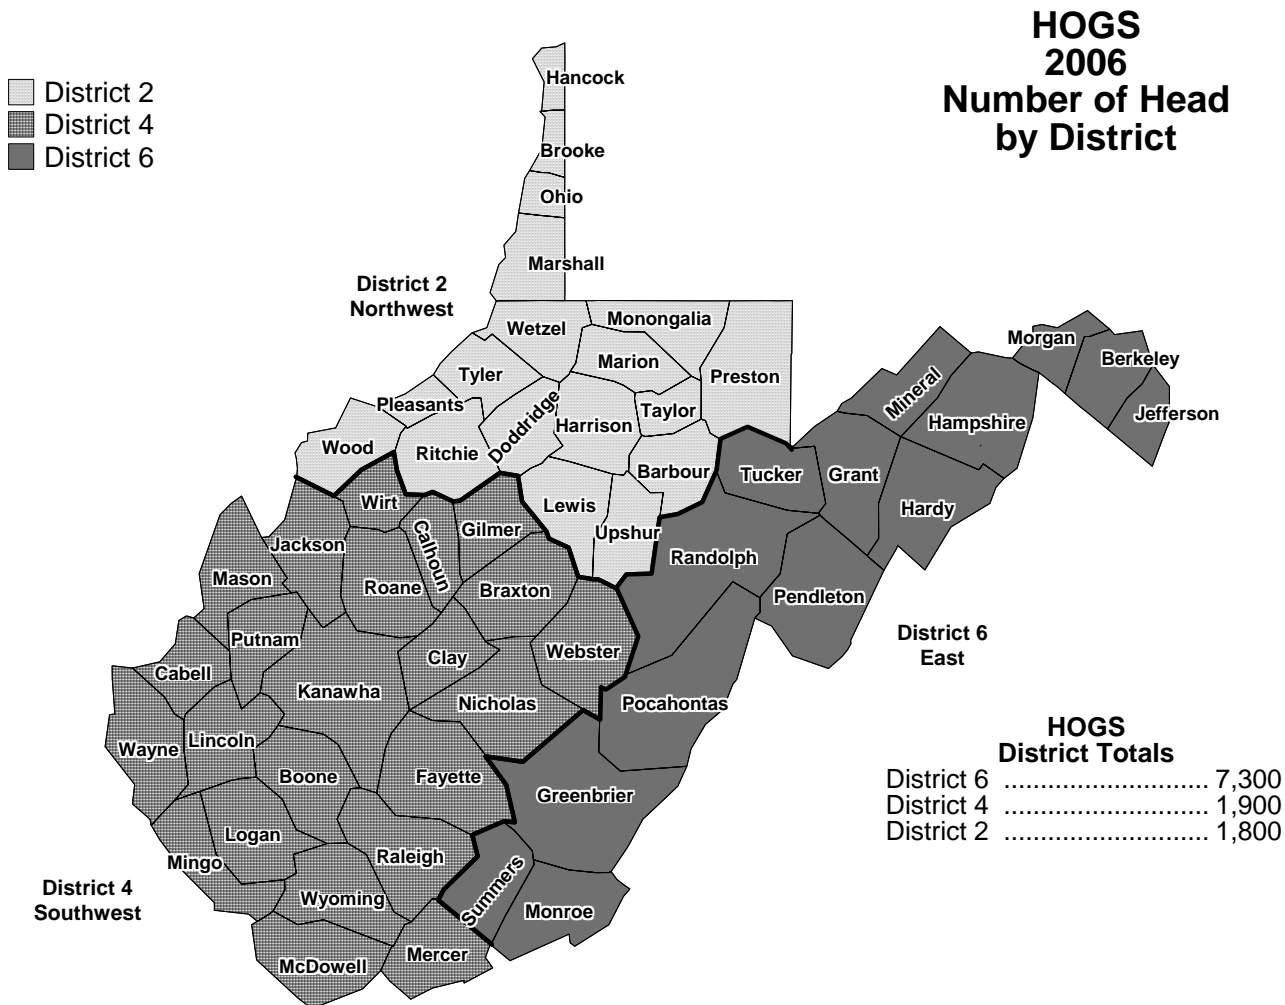 HOGS
2006
Number of Head
by District
District 2
District 4
District 6
Hancock
Brooke
Ohio
Marshall
District 2
Northwest
Wetzel
Monongalia
Marion
Preston
Tyler
Pleasants
Doddridge
Harrison
Taylor
Wood
Ritchie
Barbour
Lewis
Upshur
Morgan
Berkeley
Jefferson
Mineral
Hampshire
Tucker
Grant
Hardy
Randolph
Pendleton
Wirt
Calhoun
Gilmer
Jackson
Mason
Roane
Braxton
Putnam
Clay
Webster
Cabell
Kanawha
Nicholas
Pocahontas
District 6
East
Wayne
Lincoln
Boone
Fayette
Greenbrier
Logan
Mingo
Raleigh
Summers
Wyoming
Monroe
District 4
Southwest
McDowell
Mercer
HOGS
District Totals
District 6 ........................... 7,300
District 4 ........................... 1,900
District 2 ........................... 1,800